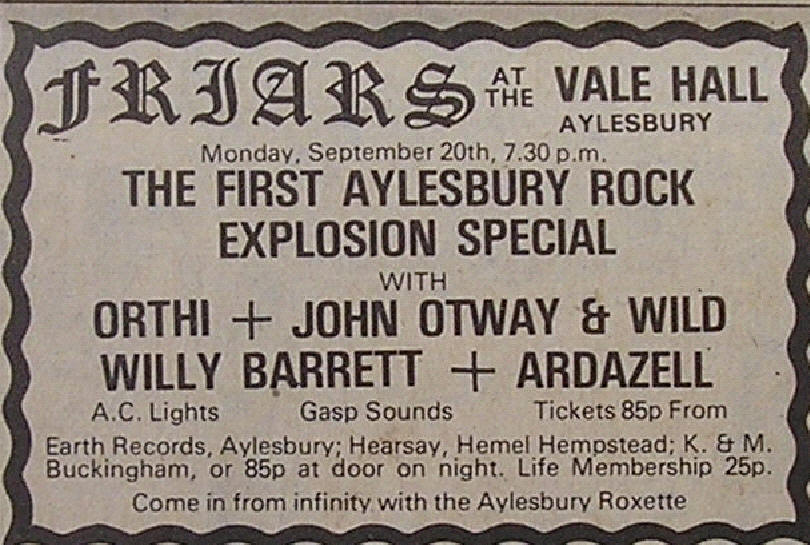 FRIARS AT THE VALE HALL
AYLESBURY
Monday, September 20th, 7.30 p.m.
THE FIRST AYLESBURY ROCK
EXPLOSION SPECIAL
WITH
ORTHI + JOHN OTWAY & WILD
WILLY BARRETT + ARDAZELL
A.C. Lights Gasp Sounds Tickets 85p From
Earth Records, Aylesbury; Hearsay, Hemel Hempstead; K. & M.
Buckingham, or 85p at door on night. Life Membership 25p.
Come in from infinity with the Aylesbury Roxette